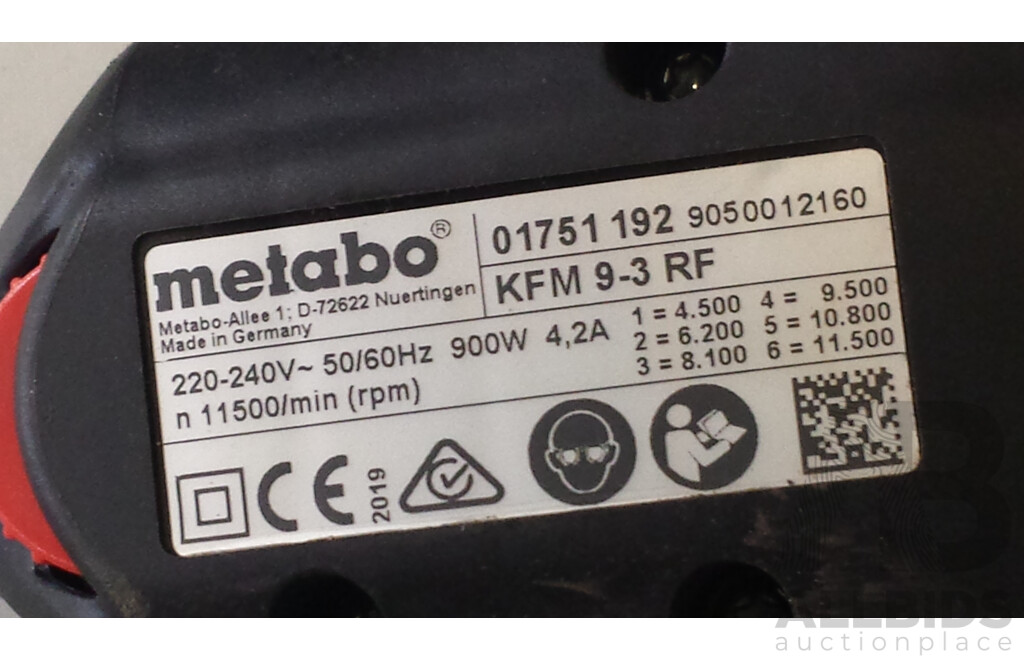 metabo®
Metabo-Allee 1; D-72622 Nuertingen
Made in Germany
01751 192 9050012160
KFM 9-3 RF
220-240V~ 50/60Hz 900W 4,2A
n 11500/min (rpm)
1 = 4.500 4 = 9.500
2 = 6.200 5 = 10.800
3 = 8.100 6 = 11.500
CE
2019
ALLBIDS
auctionplace